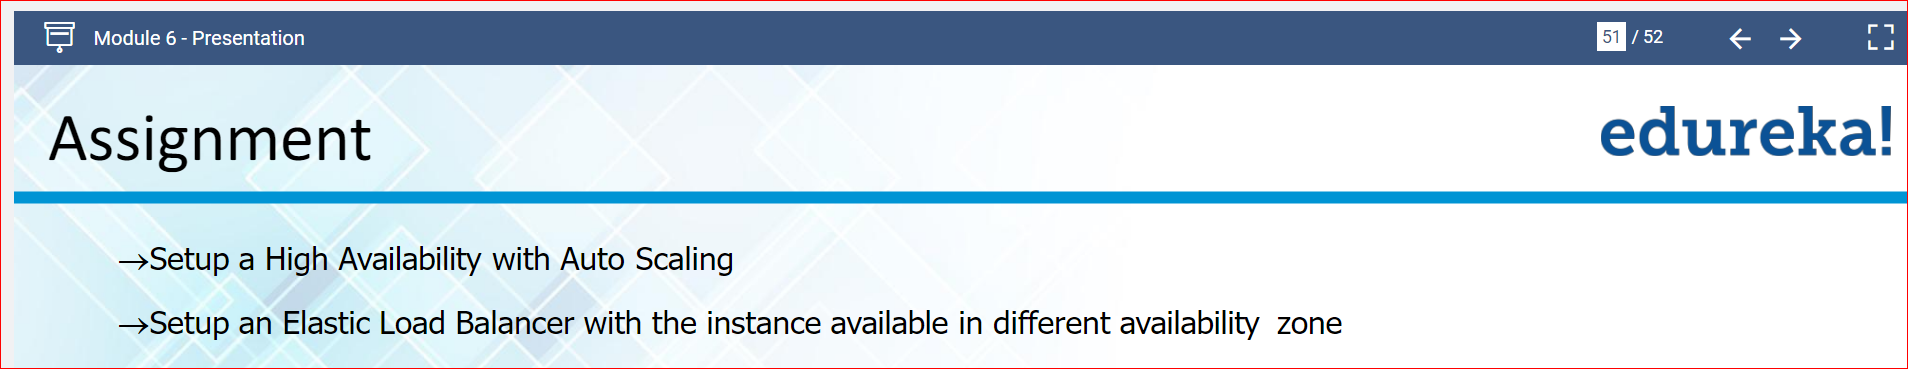 Module 6 - Presentation
51 / 52
Assignment
edureka!
→Setup a High Availability with Auto Scaling
→Setup an Elastic Load Balancer with the instance available in different availability zone